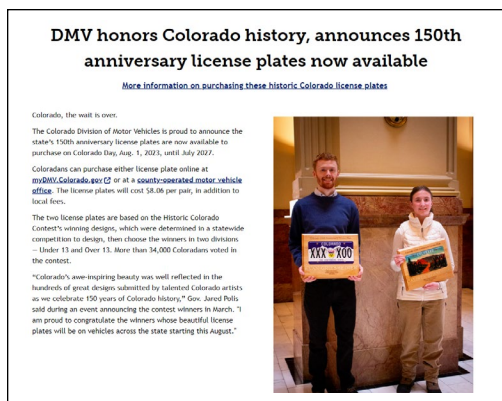 DMV honors Colorado history, announces 150th
anniversary license plates now available
More information on purchasing these historic Colorado license plates
Colorado, the wait is over.
The Colorado Division of Motor Vehicles is proud to announce the
state's 150th anniversary license plates are now available to
purchase on Colorado Day, Aug. 1, 2023, until July 2027.
Coloradans can purchase either license plate online at
myDMV.Colorado.gov or at a county-operated motor vehicle
office. The license plates will cost $8.06 per pair, in addition to
local fees.
The two license plates are based on the Historic Colorado
Contest's winning designs, which were determined in a statewide
competition to design, then choose the winners in two divisions
— Under 13 and Over 13. More than 34,000 Coloradans voted in
the contest.
"Colorado's awe-inspiring beauty was well reflected in the
hundreds of great designs submitted by talented Colorado artists
as we celebrate 150 years of Colorado history," Gov. Jared Polis
said during an event announcing the contest winners in March. "I
am proud to congratulate the winners whose beautiful license
plates will be on vehicles across the state starting this August."
XXX X00